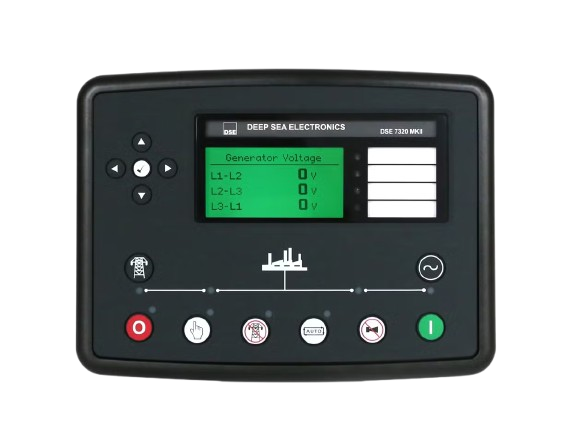 DSE
DEEP SEA ELECTRONICS
DSE 7320 MKII
Generator Voltage
L1-L2 0 V
L2-L3 0 V
L3-L1 0 V
O
AUTO
I